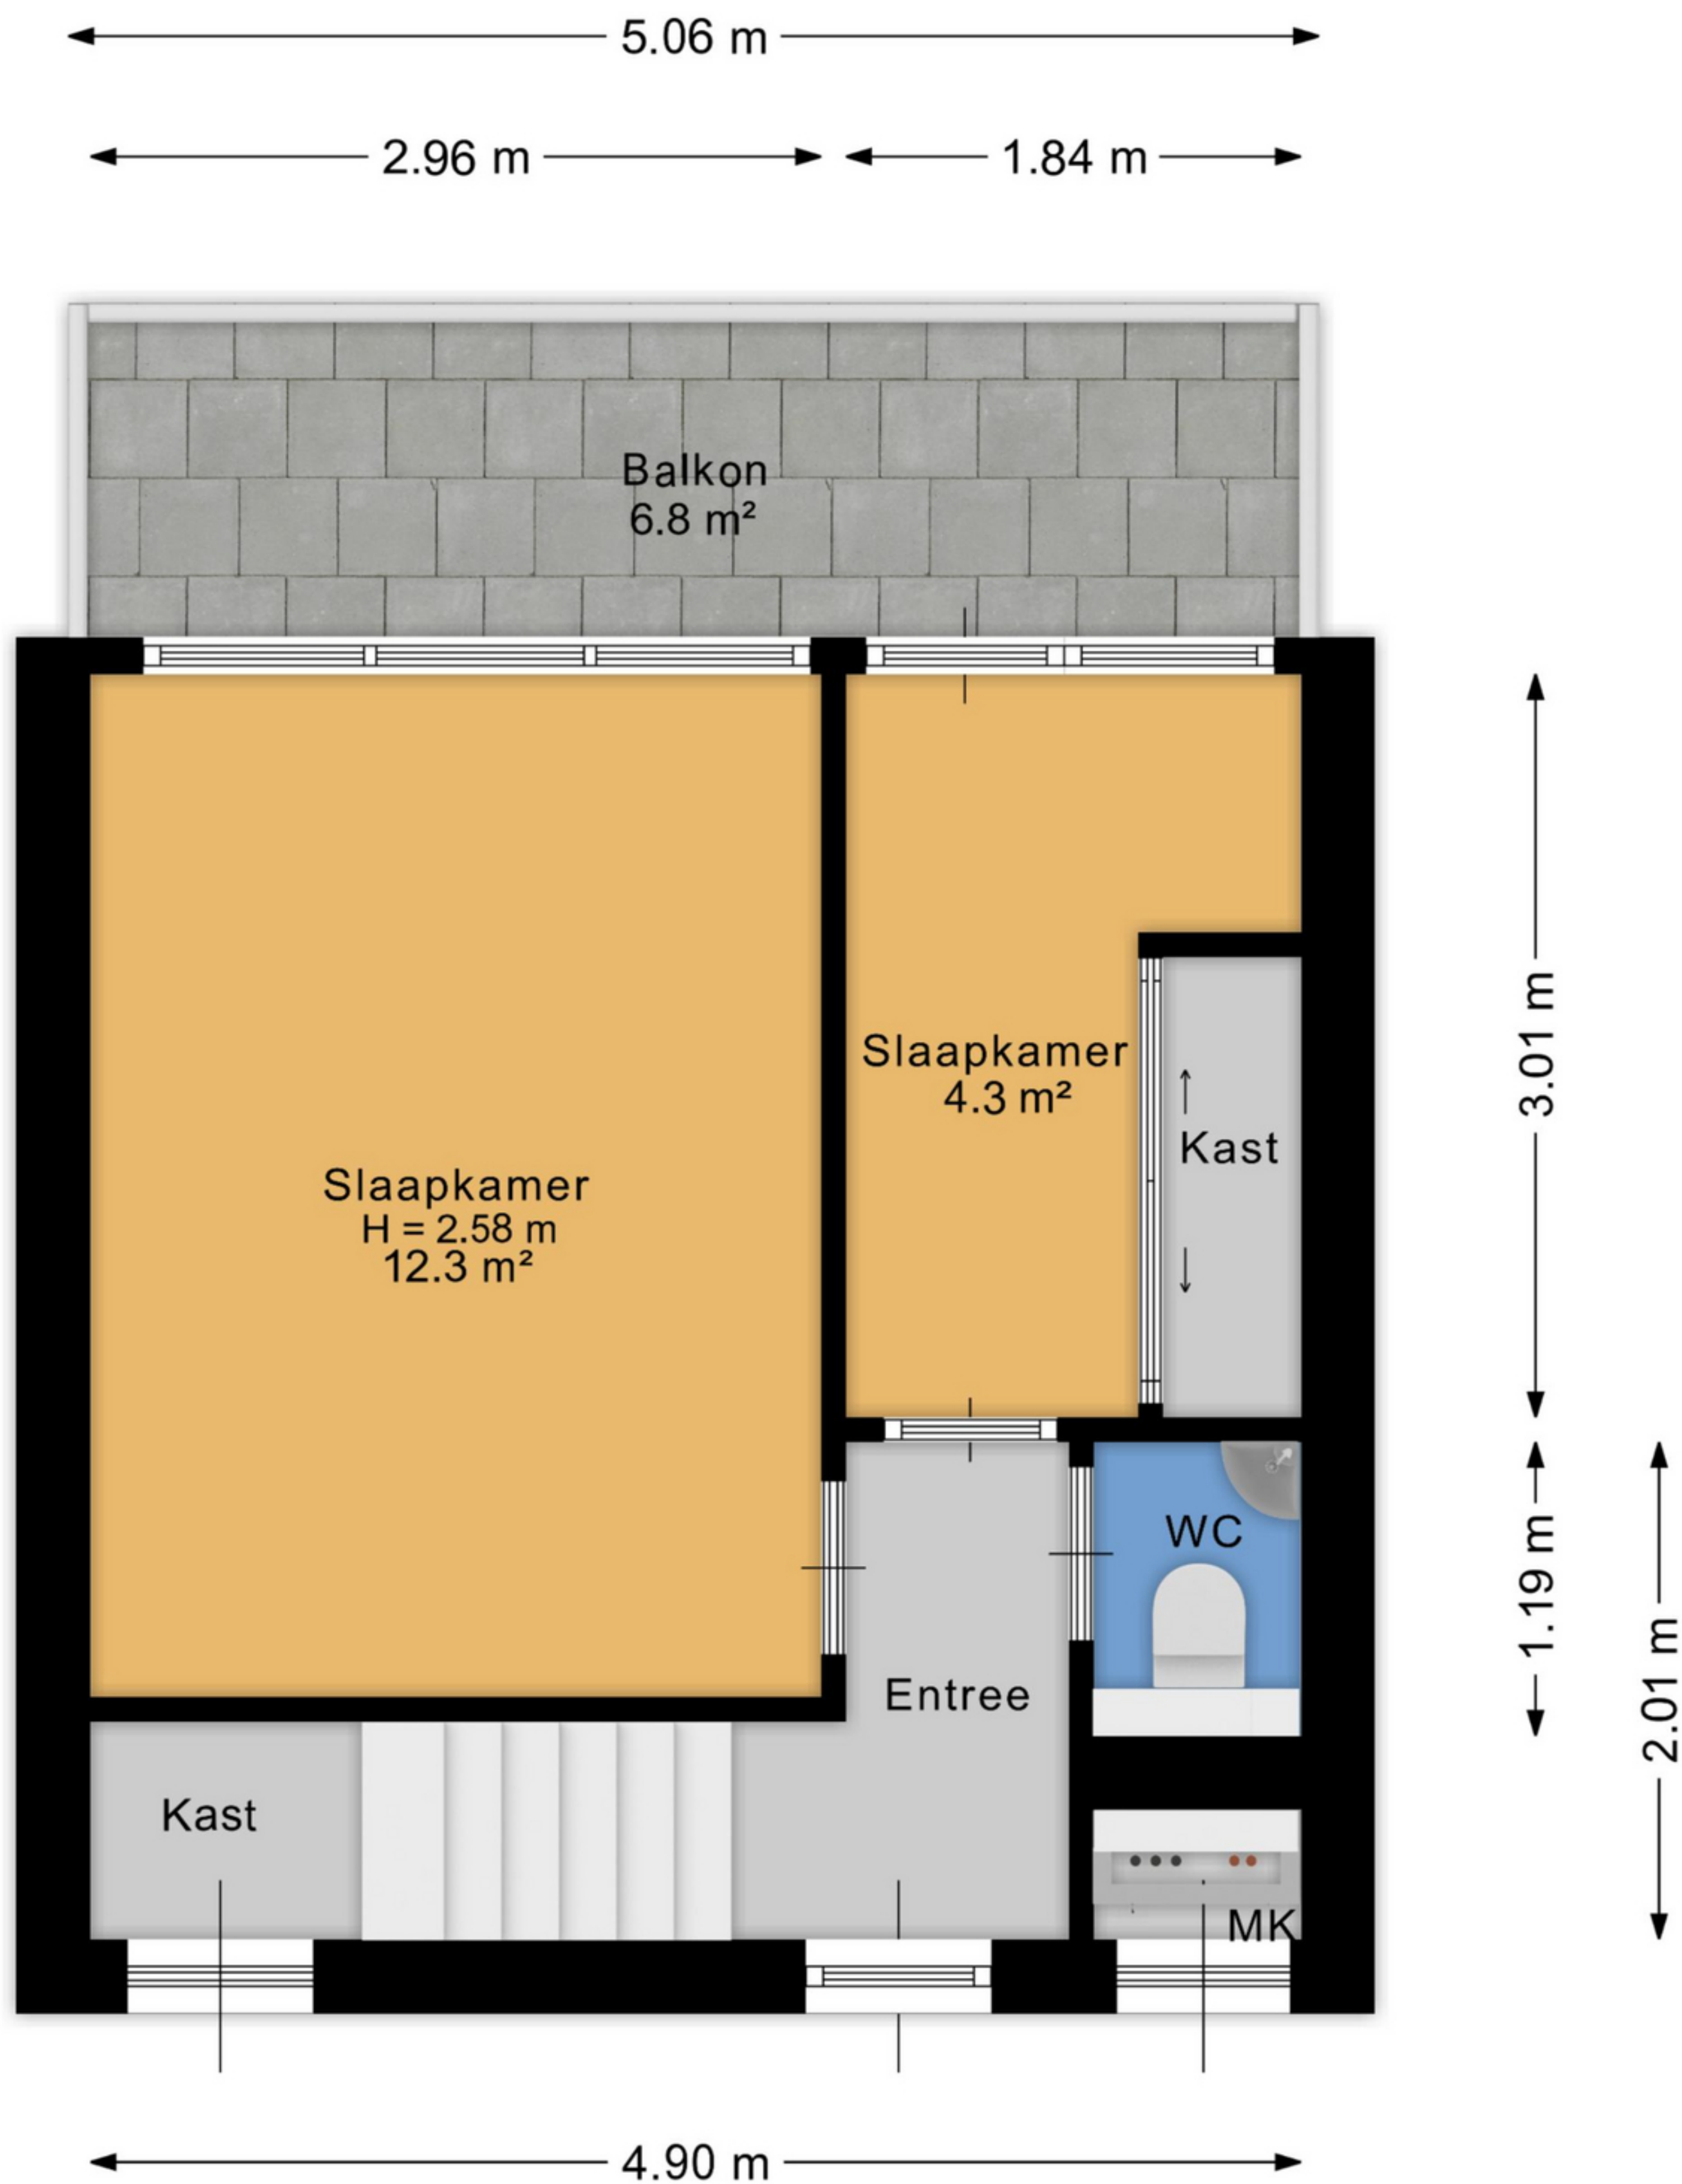 5.06 m
2.96 m
1.84 m
Balkon
6.8 m²
Slaapkamer
4.3 m²
Kast
3.01 m
Slaapkamer
H = 2.58 m
12.3 m²
WC
1.19 m
2.01 m
Entree
Kast
MK
4.90 m